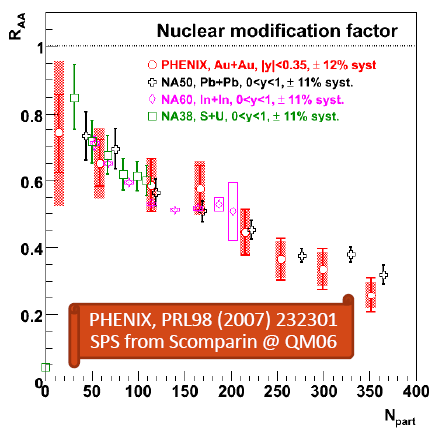 Nuclear modification factor
R_AA
PHENIX, Au+Au, |y|<0.35, ± 12% syst
NA50, Pb+Pb, 0<y<1, ± 11% syst.
NA60, In+In, 0<y<1, ± 11% syst.
NA38, S+U, 0<y<1, ± 11% syst.
1
0.8
0.6
0.4
0.2
0
PHENIX, PRL98 (2007) 232301
SPS from Scomparin @ QM06
0 50 100 150 200 250 300 350 400
N_part